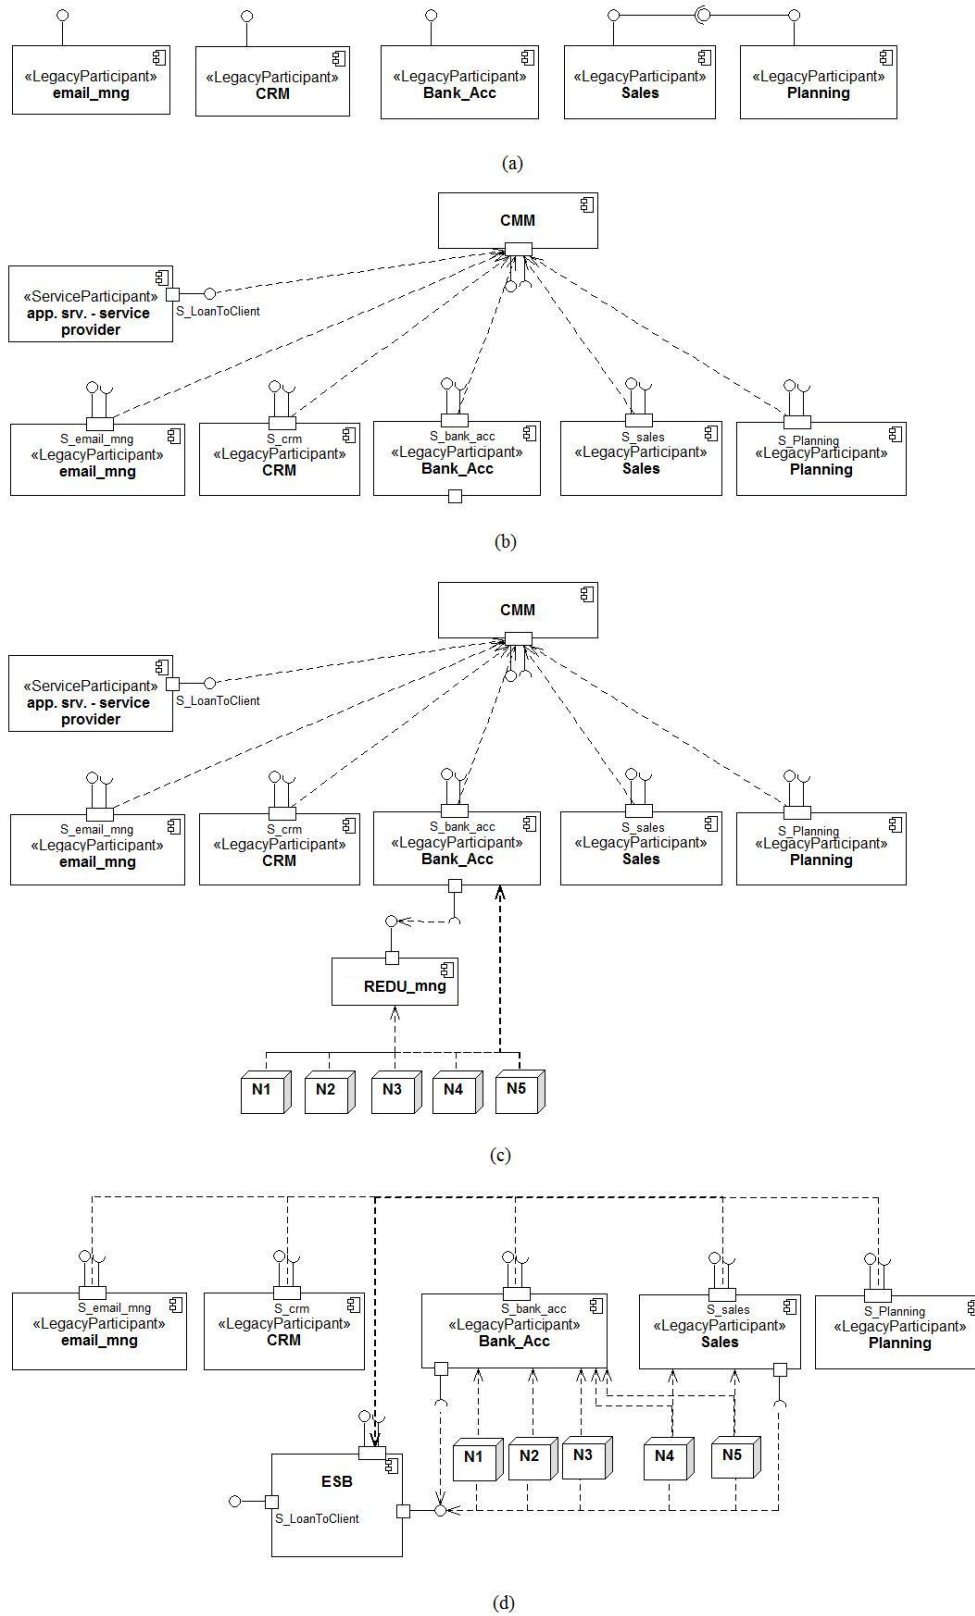 «LegacyParticipant»
email_mng
«LegacyParticipant»
CRM
«LegacyParticipant»
Bank_Acc
«LegacyParticipant»
Sales
«LegacyParticipant»
Planning
(a)
CMM
«ServiceParticipant»
app. srv. - service
provider
S_LoanToClient
S_email_mng
«LegacyParticipant»
email_mng
S_crm
«LegacyParticipant»
CRM
S_bank_acc
«LegacyParticipant»
Bank_Acc
S_sales
«LegacyParticipant»
Sales
S_Planning
«LegacyParticipant»
Planning
(b)
CMM
«ServiceParticipant»
app. srv. - service
provider
S_LoanToClient
S_email_mng
«LegacyParticipant»
email_mng
S_crm
«LegacyParticipant»
CRM
S_bank_acc
«LegacyParticipant»
Bank_Acc
S_sales
«LegacyParticipant»
Sales
S_Planning
«LegacyParticipant»
Planning
REDU_mng
N1
N2
N3
N4
N5
(c)
S_email_mng
«LegacyParticipant»
email_mng
S_crm
«LegacyParticipant»
CRM
S_bank_acc
«LegacyParticipant»
Bank_Acc
S_sales
«LegacyParticipant»
Sales
S_Planning
«LegacyParticipant»
Planning
N1
N2
N3
N4
N5
ESB
S_LoanToClient
(d)